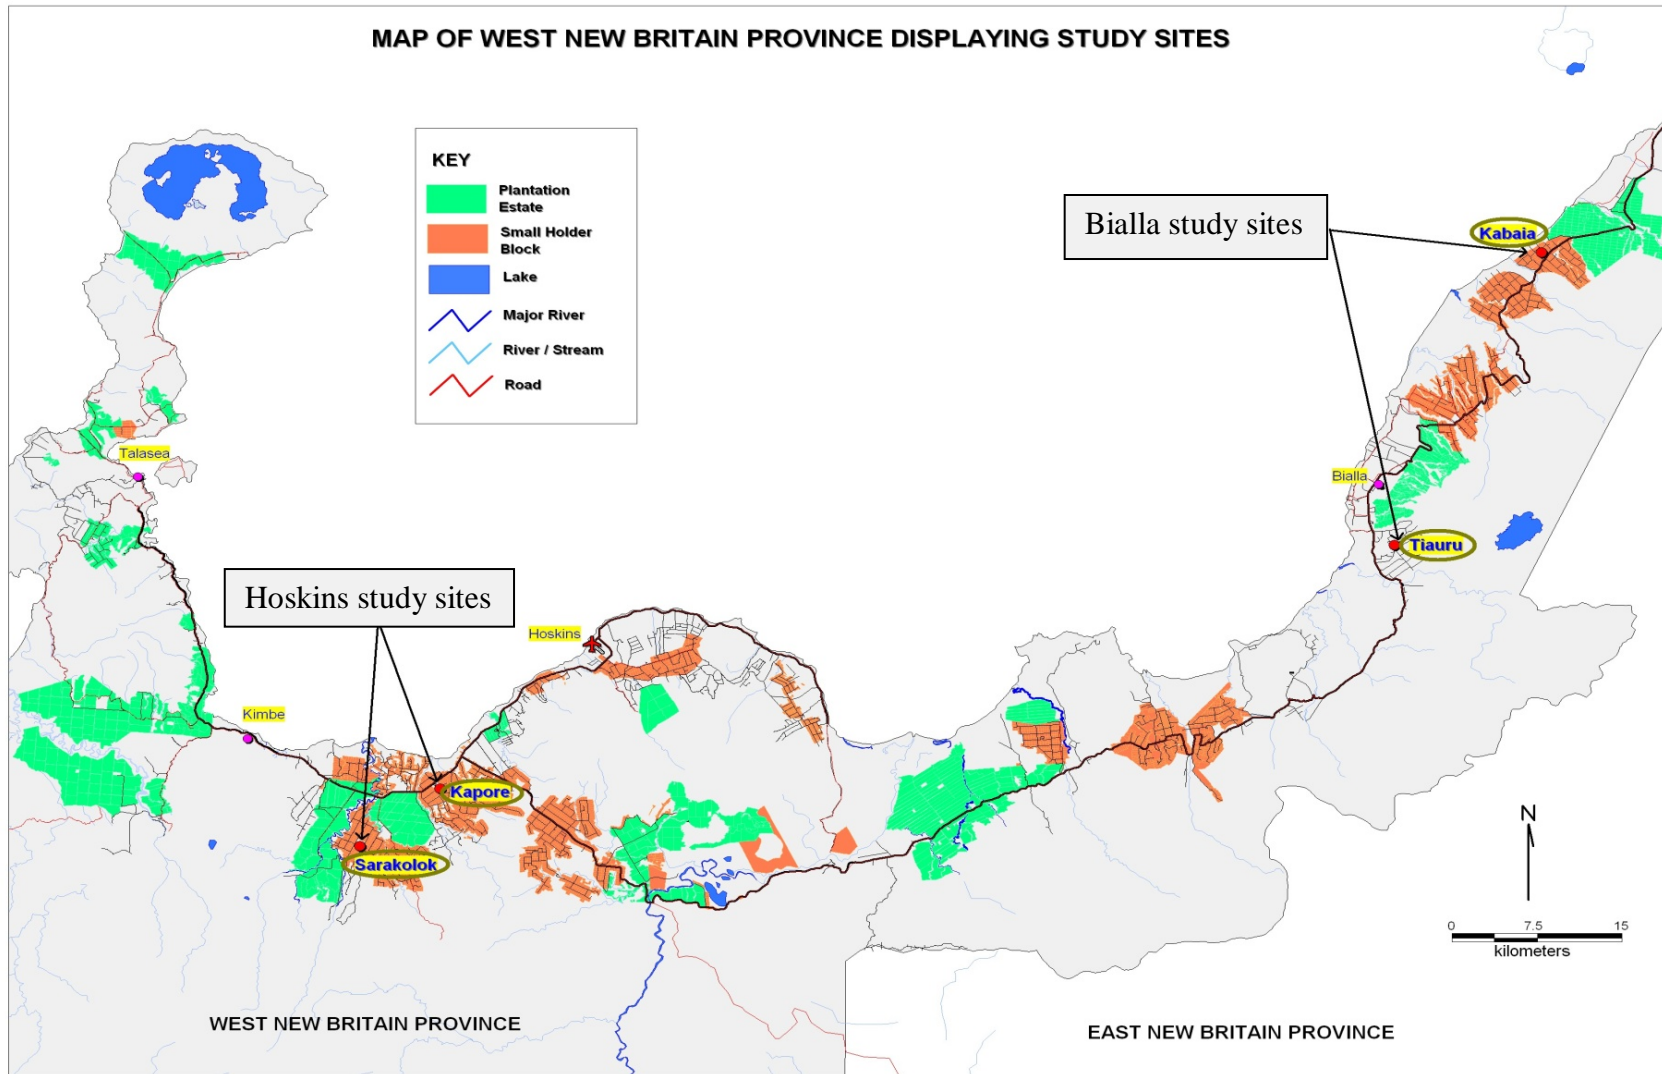 MAP OF WEST NEW BRITAIN PROVINCE DISPLAYING STUDY SITES
KEY
Plantation
Estate
Small Holder
Block
Lake
Major River
River / Stream
Road
Bialla study sites
Kabaia
Talasea
Bialla
Tiauru
Hoskins study sites
Hoskins
Kimbe
Kapore
Sarakolok
N
0 7.5 15
kilometers
WEST NEW BRITAIN PROVINCE
EAST NEW BRITAIN PROVINCE